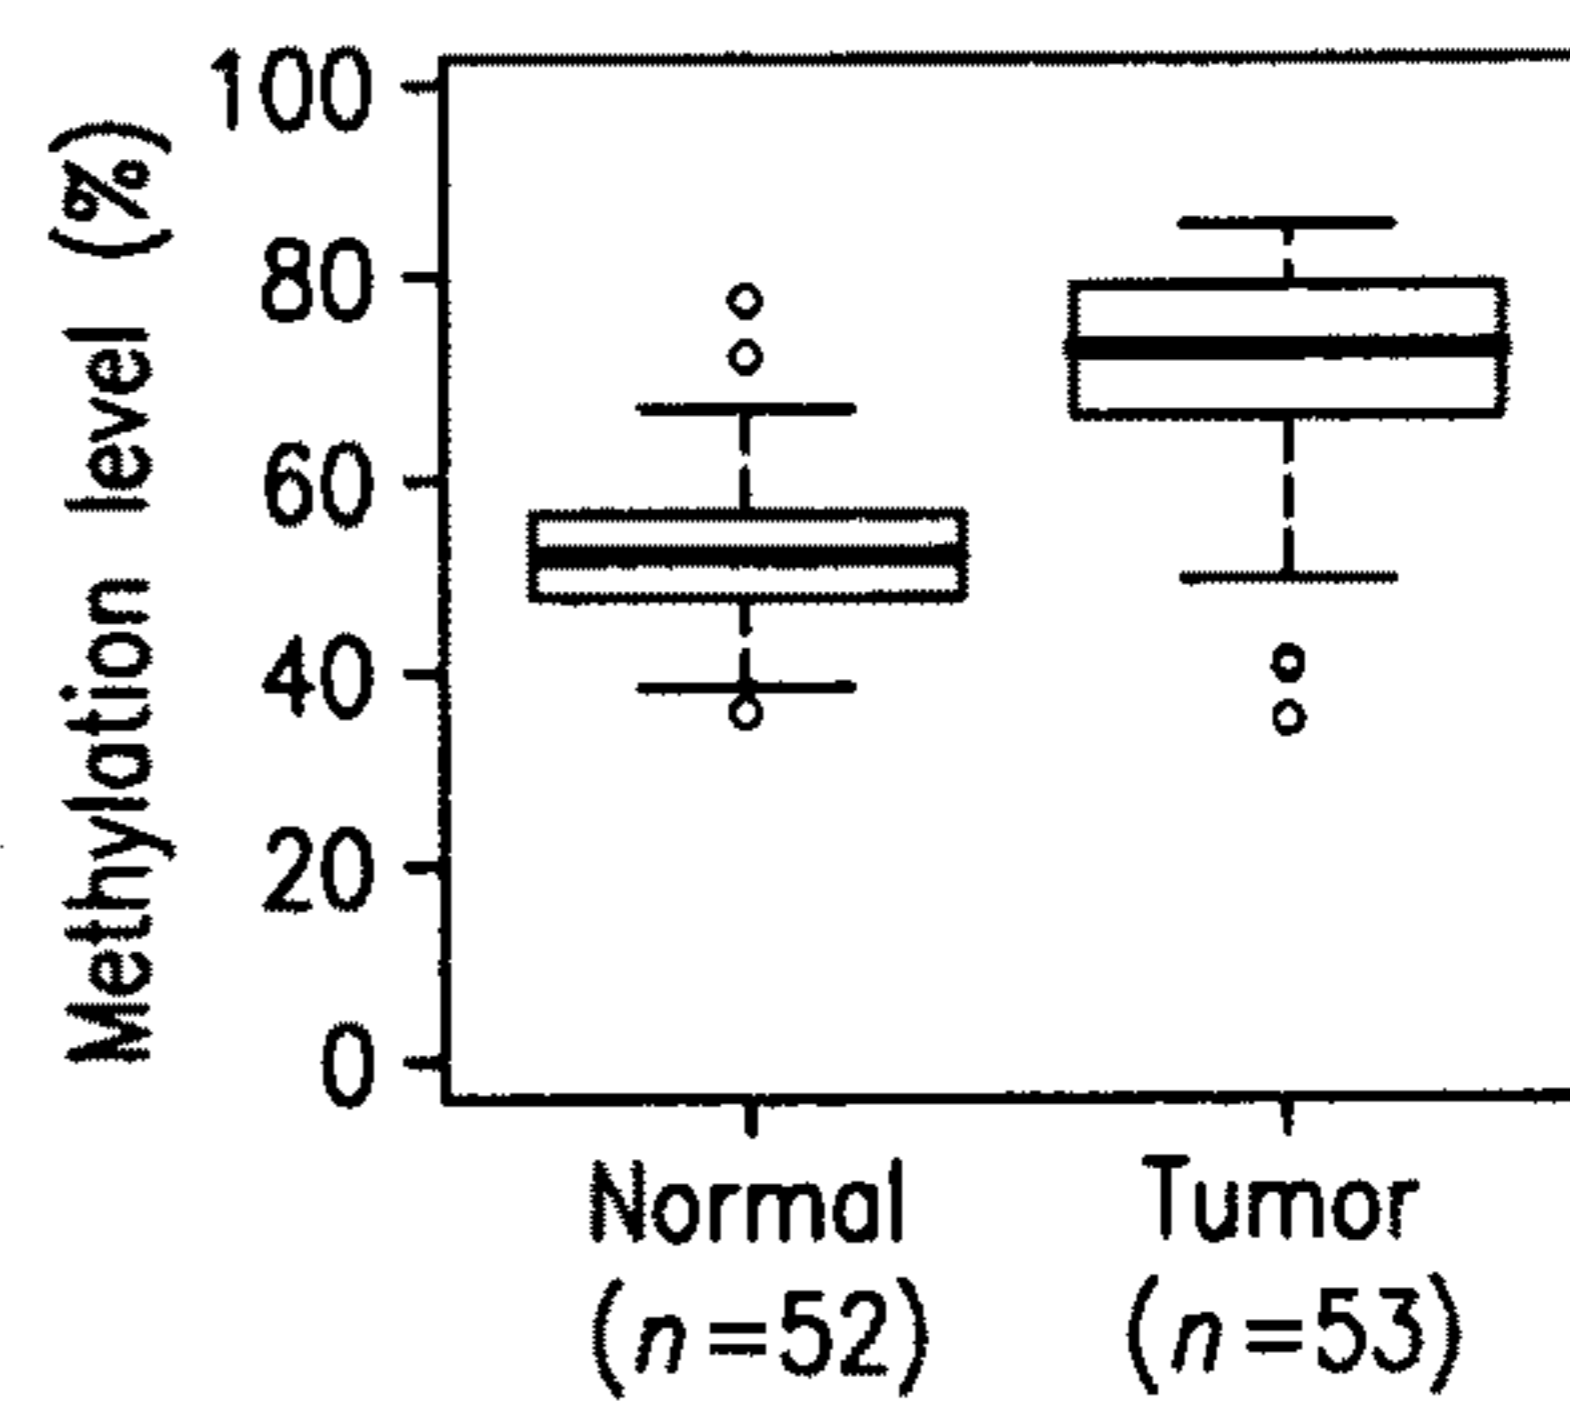 Methylation level (%)
100
80
60
40
20
0
Normal
(n=52)
Tumor
(n=53)